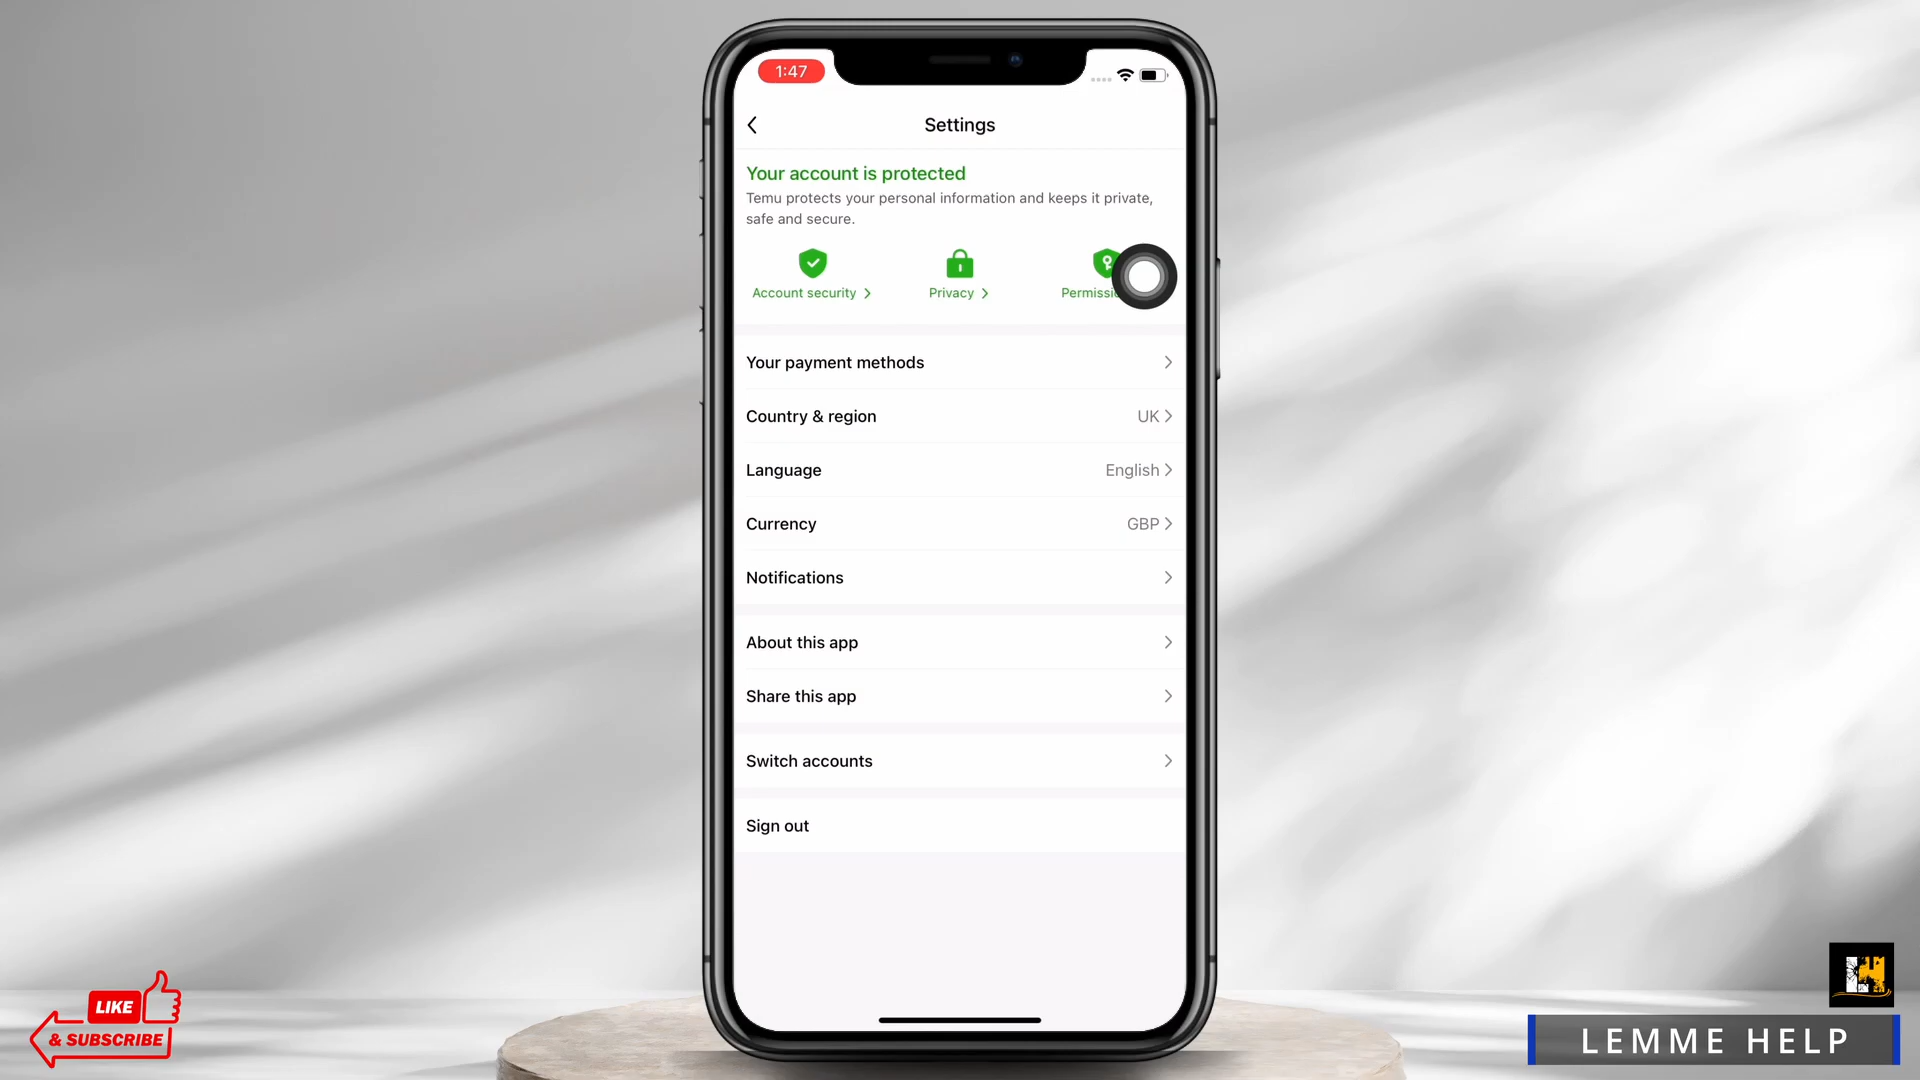 1:47
Settings
Your account is protected
Temu protects your personal information and keeps it private,
safe and secure.
Account security
Privacy
Your payment methods
Country & region UK
Language English
Currency GBP
Notifications
About this app
Share this app
Switch accounts
Sign out
LIKE
& SUBSCRIBE
LEMME HELP